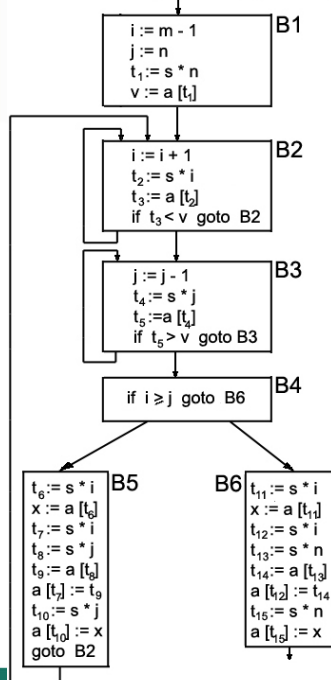 B1
i := m - 1
j := n
t₁ := s * n
v := a [t₁]
B2
i := i + 1
t₂ := s * i
t₃ := a [t₂]
if t₃ < v goto B2
B3
j := j - 1
t₄ := s * j
t₅ := a [t₄]
if t₅ > v goto B3
B4
if i ⩾ j goto B6
B5
t₆ := s * i
x := a [t₆]
t₇ := s * i
t₈ := s * j
t₉ := a [t₈]
a [t₇] := t₉
t₁₀ := s * j
a [t₁₀] := x
goto B2
B6
t₁₁ := s * i
x := a [t₁₁]
t₁₂ := s * i
t₁₃ := s * n
t₁₄ := a [t₁₃]
a [t₁₂] := t₁₄
t₁₅ := s * n
a [t₁₅] := x